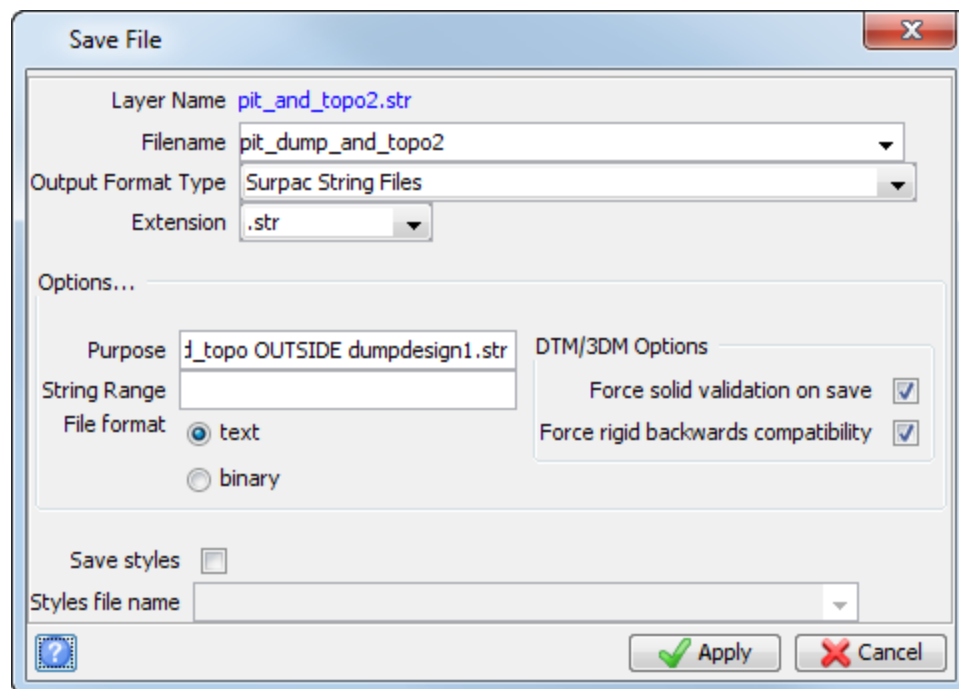 Save File
Layer Name pit_and_topo2.str
Filename pit_dump_and_topo2
Output Format Type Surpac String Files
Extension .str
Options...
Purpose d_topo OUTSIDE dumpdesign1.str
DTM/3DM Options
String Range
Force solid validation on save
File format text
Force rigid backwards compatibility
binary
Save styles
Styles file name
? Apply Cancel